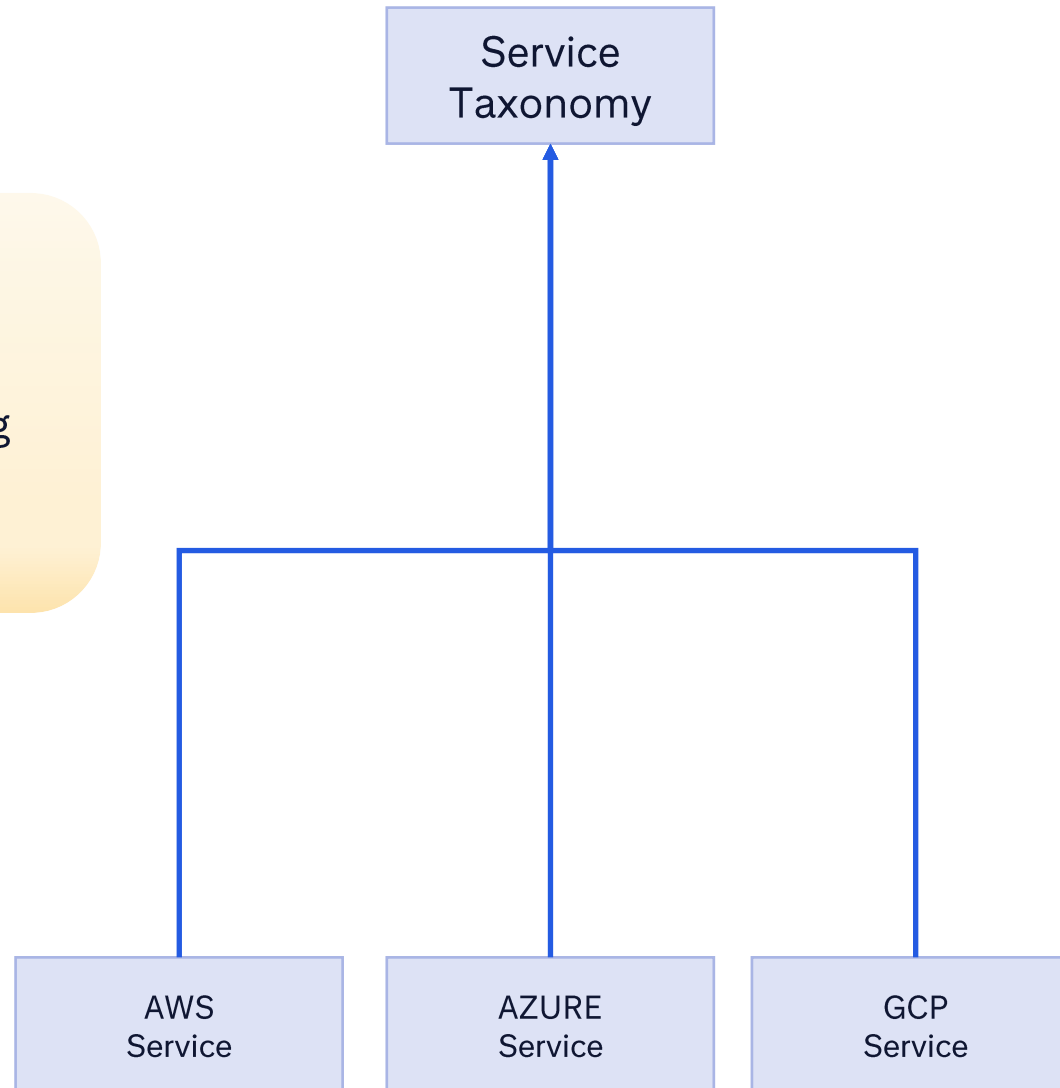 Service
Taxonomy
g
AWS
Service
AZURE
Service
GCP
Service